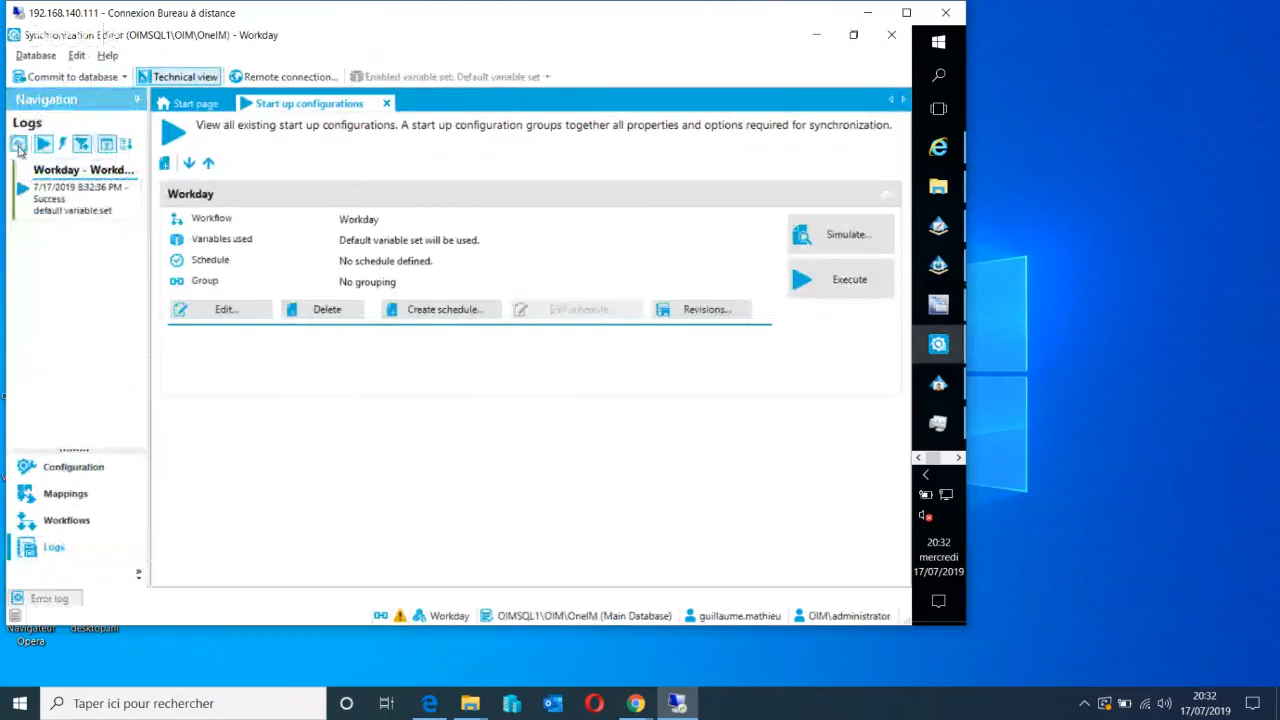 192.168.140.111 - Connexion Bureau à distance
Synchronization Editor (OIMSQL1\OIM\OneIM) - Workday
Database Edit Help
Commit to database Technical view Remote connection... Enabled variable set: Default variable set
Navigation
Start page Start up configurations
Logs
View all existing start up configurations. A start up configuration groups together all properties and options required for synchronization.
Workday - Workd...
7/17/2019 8:32:36 PM -
Success
default variable set
Workday
Workflow Workday
Variables used Default variable set will be used.
Schedule No schedule defined.
Group No grouping
Simulate...
Execute
Edit... Delete Create schedule... Edit schedule... Revisions...
Configuration
Mappings
Workflows
Logs
Error log
Workday OIMSQL1\OIM\OneIM (Main Database) guillaume.mathieu OIM\administrator
20:32
mercredi
17/07/2019
Navigateur
Opera
desktop.ini
Taper ici pour rechercher
20:32
17/07/2019